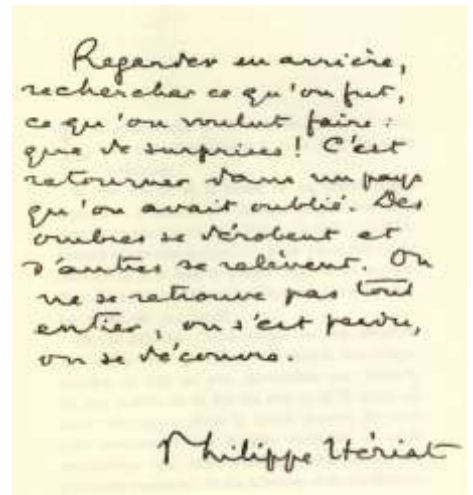 Regarder en arrière,
rechercher ce qu'on fut,
ce qu'on voulut faire :
que de surprises ! C'est
retourner dans un pays
qu'on avait oublié. Des
ombres se dérobent et
d'autres se relèvent. On
ne se retrouve pas tout
entier, on s'est perdu,
on se découvre.
Philippe Hériat